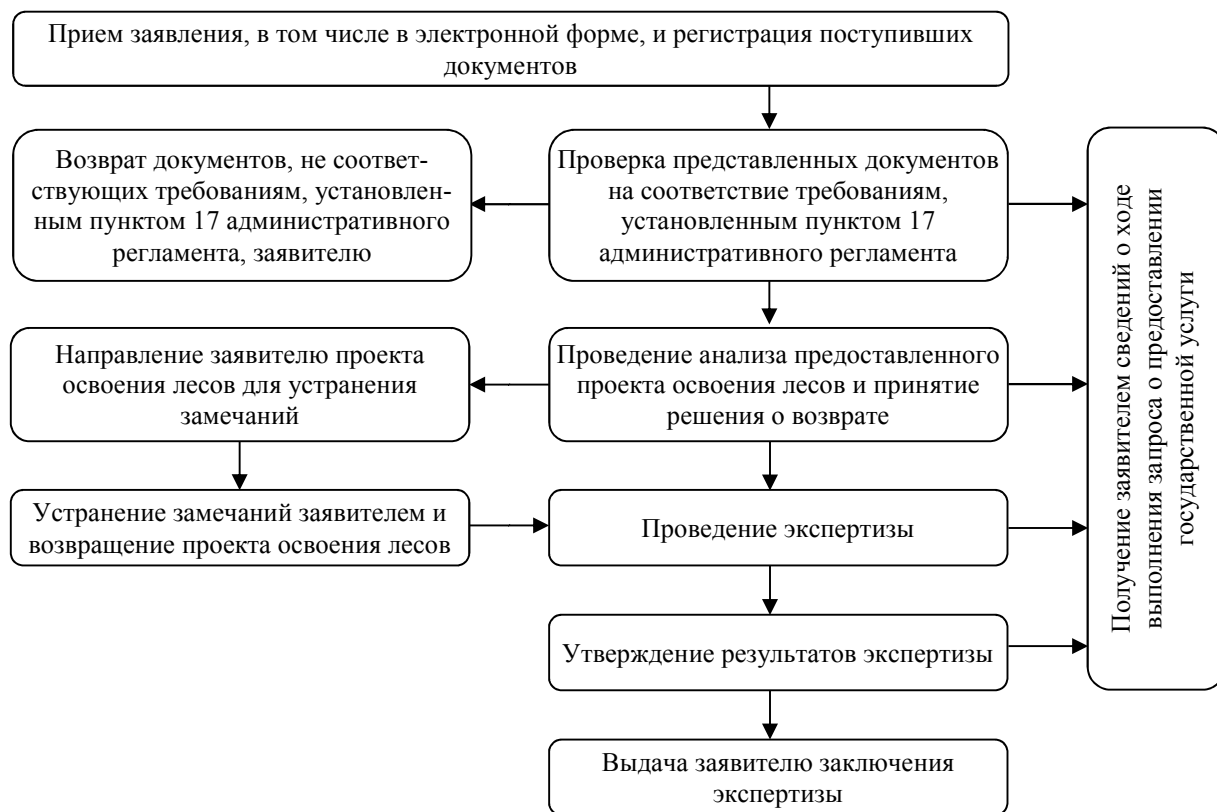 Прием заявления, в том числе в электронной форме, и регистрация поступивших
документов
Возврат документов, не соответ-
ствующих требованиям, установлен-
ным пунктом 17 административного
регламента, заявителю
Проверка представленных документов
на соответствие требованиям,
установленным пунктом 17
административного регламента
Направление заявителю проекта
освоения лесов для устранения
замечаний
Проведение анализа предоставленного
проекта освоения лесов и принятие
решения о возврате
Устранение замечаний заявителем и
возвращение проекта освоения лесов
Проведение экспертизы
Утверждение результатов экспертизы
Выдача заявителю заключения
экспертизы
Получение заявителем сведений о ходе
выполнения запроса о предоставлении
государственной услуги